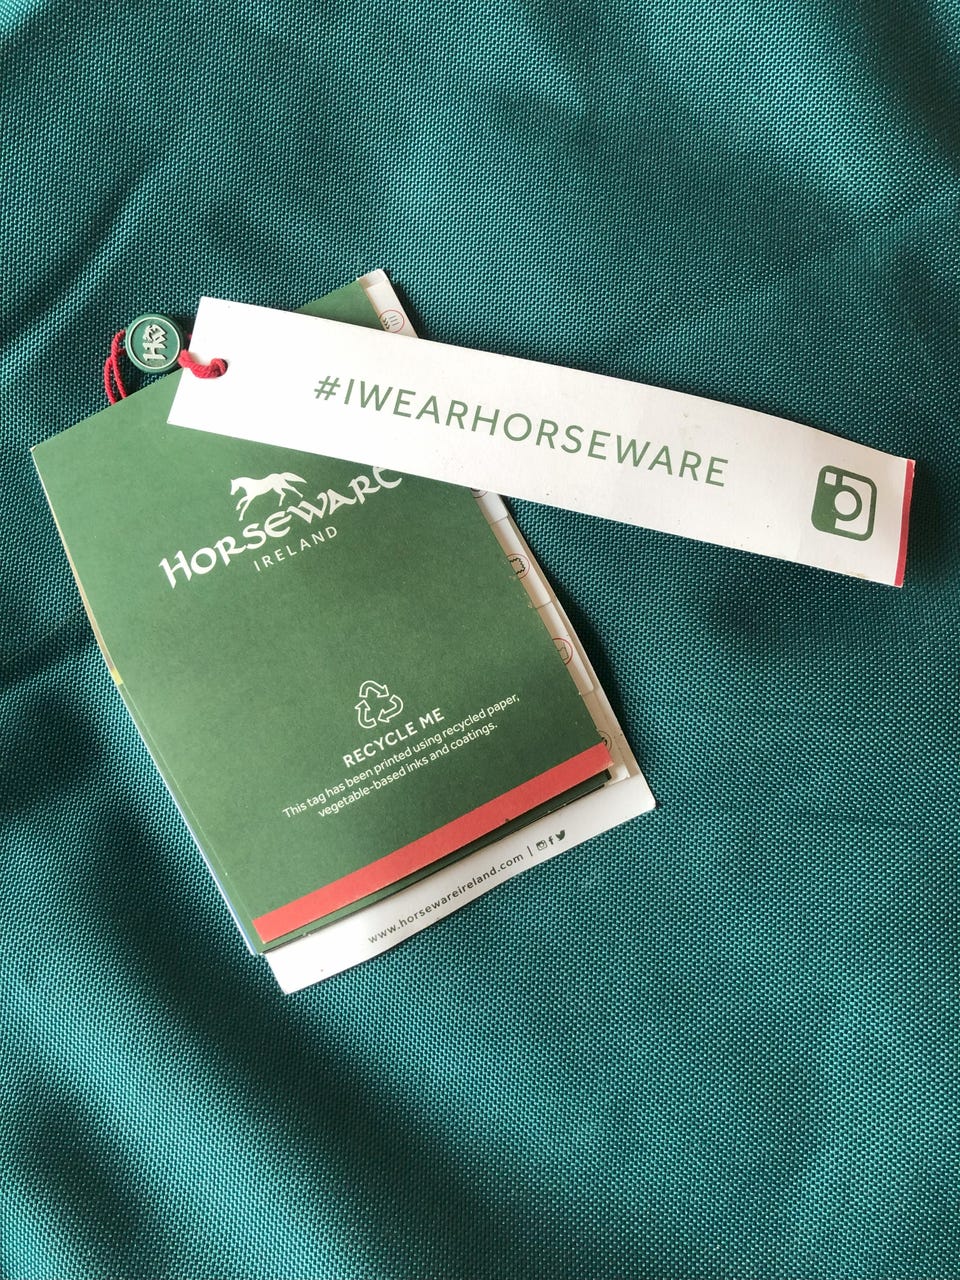 #IWEARHORSEWARE
HORSEWARE
IRELAND
RECYCLE ME
This tag has been printed using recycled paper,
vegetable-based inks and coatings.
www.horsewareireland.com |